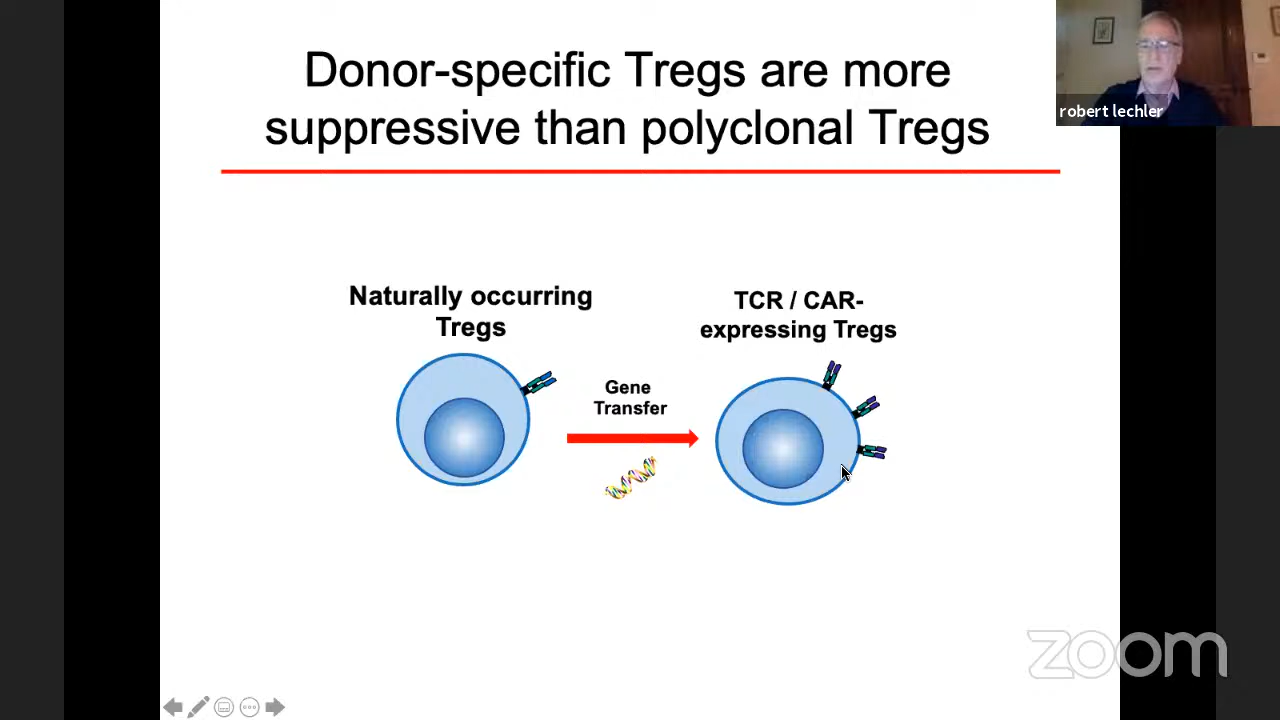 Donor-specific Tregs are more
suppressive than polyclonal Tregs
robert lechler
Naturally occurring
Tregs
Gene
Transfer
TCR / CAR-
expressing Tregs
zoom